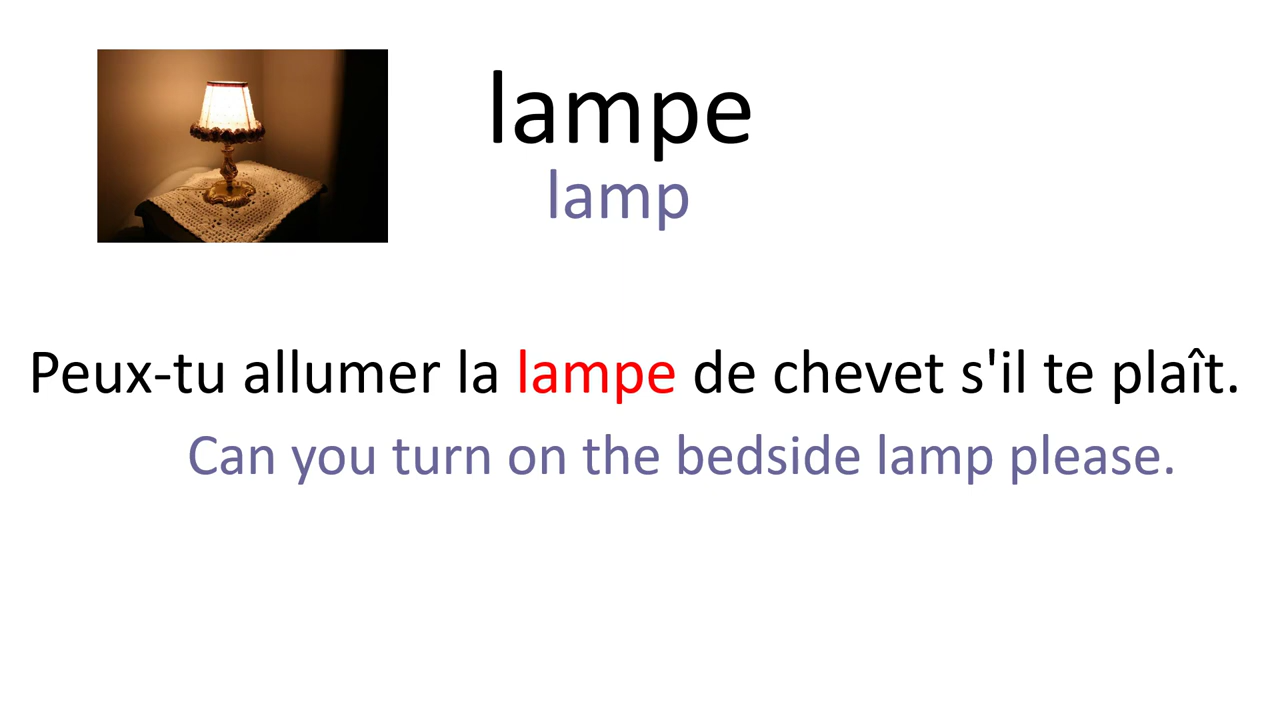 lampe
lamp
Peux-tu allumer la lampe de chevet s'il te plaît.
Can you turn on the bedside lamp please.